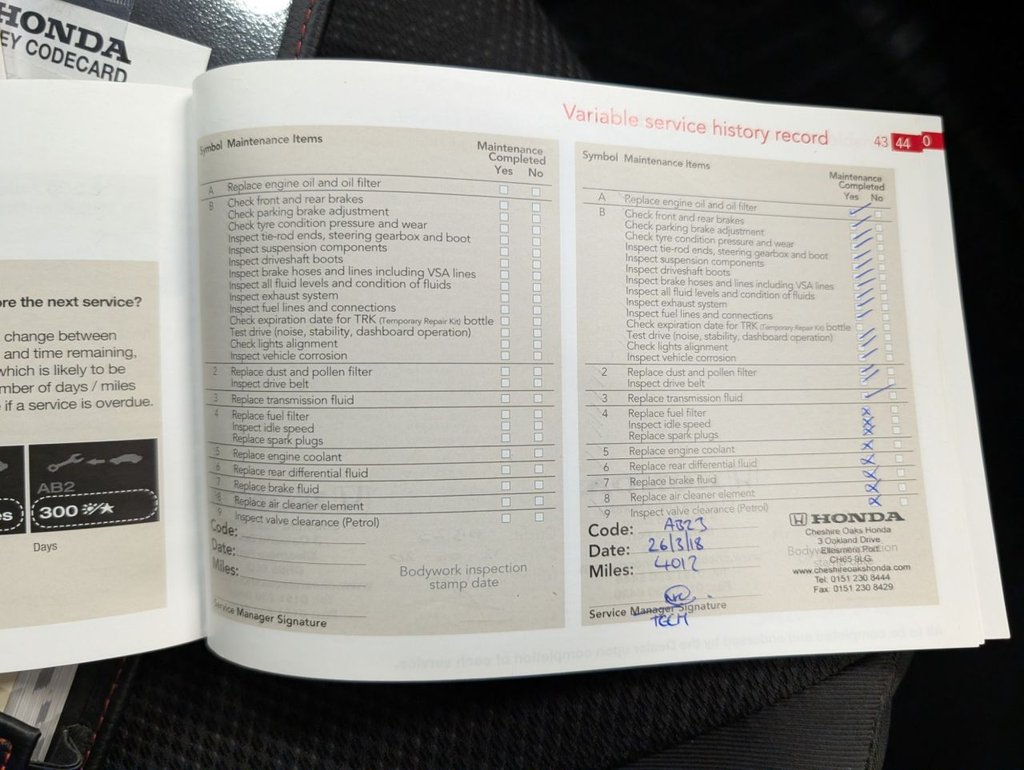 HONDA
EY CODECARD
re the next service?
change between
and time remaining,
which is likely to be
mber of days / miles
if a service is overdue.
AB2
es
300
Days
Variable service history record
43 44 0
Symbol Maintenance Items
Maintenance
Completed
Yes No
A Replace engine oil and oil filter
B Check front and rear brakes
Check parking brake adjustment
Check tyre condition pressure and wear
Inspect tie-rod ends, steering gearbox and boot
Inspect suspension components
Inspect driveshaft boots
Inspect brake hoses and lines including VSA lines
Inspect all fluid levels and condition of fluids
Inspect exhaust system
Inspect fuel lines and connections
Check expiration date for TRK (Temporary Repair Kit) bottle
Test drive (noise, stability, dashboard operation)
Check lights alignment
Inspect vehicle corrosion
2 Replace dust and pollen filter
Inspect drive belt
3 Replace transmission fluid
4 Replace fuel filter
Inspect idle speed
Replace spark plugs
5 Replace engine coolant
6 Replace rear differential fluid
7 Replace brake fluid
8 Replace air cleaner element
9 Inspect valve clearance (Petrol)
Code:
Date:
Miles:
Bodywork inspection
stamp date
Service Manager Signature
Symbol Maintenance Items
Maintenance
Completed
Yes No
A Replace engine oil and oil filter
B Check front and rear brakes
Check parking brake adjustment
Check tyre condition pressure and wear
Inspect tie-rod ends, steering gearbox and boot
Inspect suspension components
Inspect driveshaft boots
Inspect brake hoses and lines including VSA lines
Inspect all fluid levels and condition of fluids
Inspect exhaust system
Inspect fuel lines and connections
Check expiration date for TRK (Temporary Repair Kit) bottle
Test drive (noise, stability, dashboard operation)
Check lights alignment
Inspect vehicle corrosion
2 Replace dust and pollen filter
Inspect drive belt
3 Replace transmission fluid
4 Replace fuel filter
Inspect idle speed
Replace spark plugs
5 Replace engine coolant
6 Replace rear differential fluid
7 Replace brake fluid
8 Replace air cleaner element
9 Inspect valve clearance (Petrol)
Code: AB23
Date: 26/3/18
Miles: 4012
HONDA
Cheshire Oaks Honda
3 Oakland Drive
Ellesmere Port
CH65 9LG
www.cheshireoakshonda.com
Tel: 0151 230 8444
Fax: 0151 230 8429
Service Manager Signature
TECH